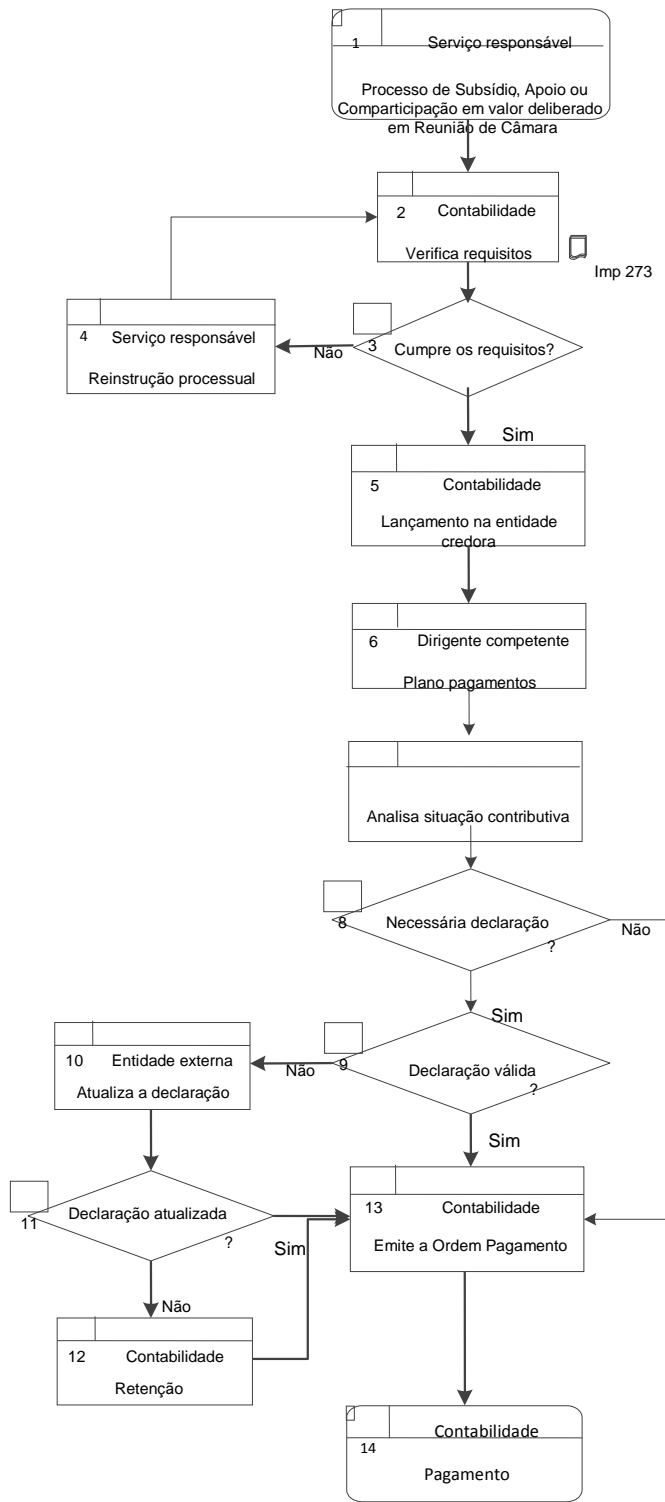 1 Serviço responsável
Processo de Subsídio, Apoio ou
Comparticipação em valor deliberado
em Reunião de Câmara
2 Contabilidade
Verifica requisitos
Imp 273
4 Serviço responsável
Reinstrução processual
Não
3 Cumpre os requisitos?
Sim
5 Contabilidade
Lançamento na entidade
credora
6 Dirigente competente
Plano pagamentos
Analisa situação contributiva
8 Necessária declaração
?
Não
Sim
10 Entidade externa
Atualiza a declaração
Não
9 Declaração válida
?
Sim
11 Declaração atualizada
?
Sim
13 Contabilidade
Emite a Ordem Pagamento
Não
12 Contabilidade
Retenção
Contabilidade
14
Pagamento